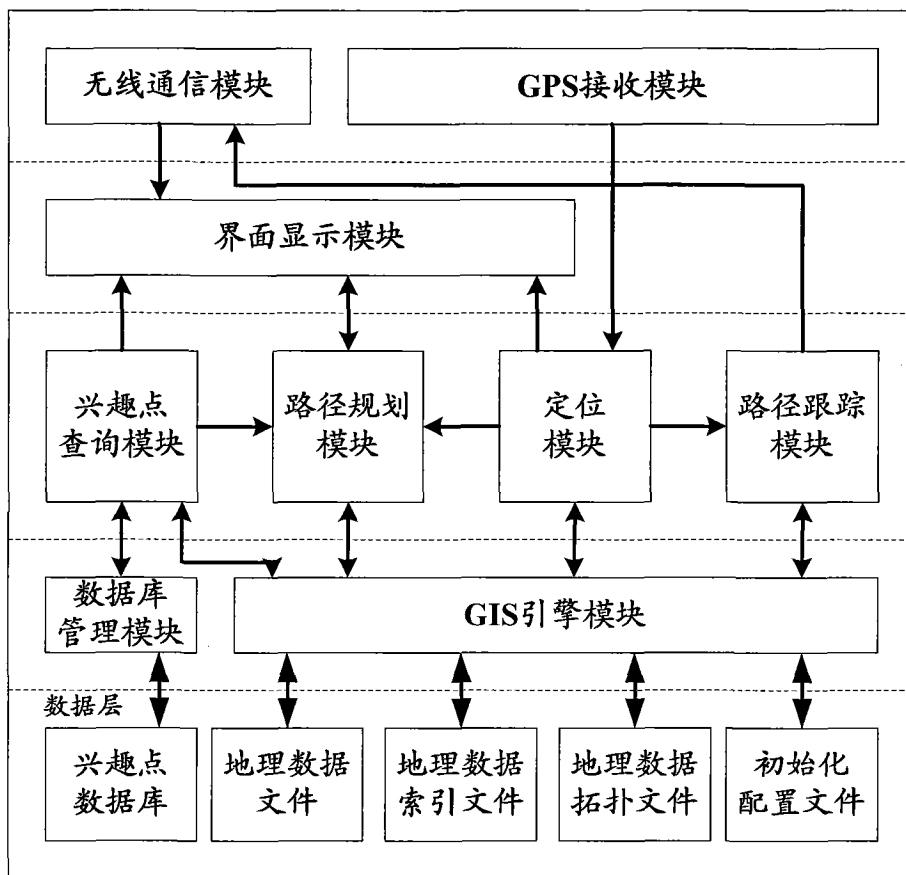 无线通信模块
GPS接收模块
界面显示模块
兴趣点
查询模块
路径规划
模块
定位
模块
路径跟踪
模块
数据库
管理模块
GIS引擎模块
数据层
兴趣点
数据库
地理数据
文件
地理数据
索引文件
地理数据
拓扑文件
初始化
配置文件